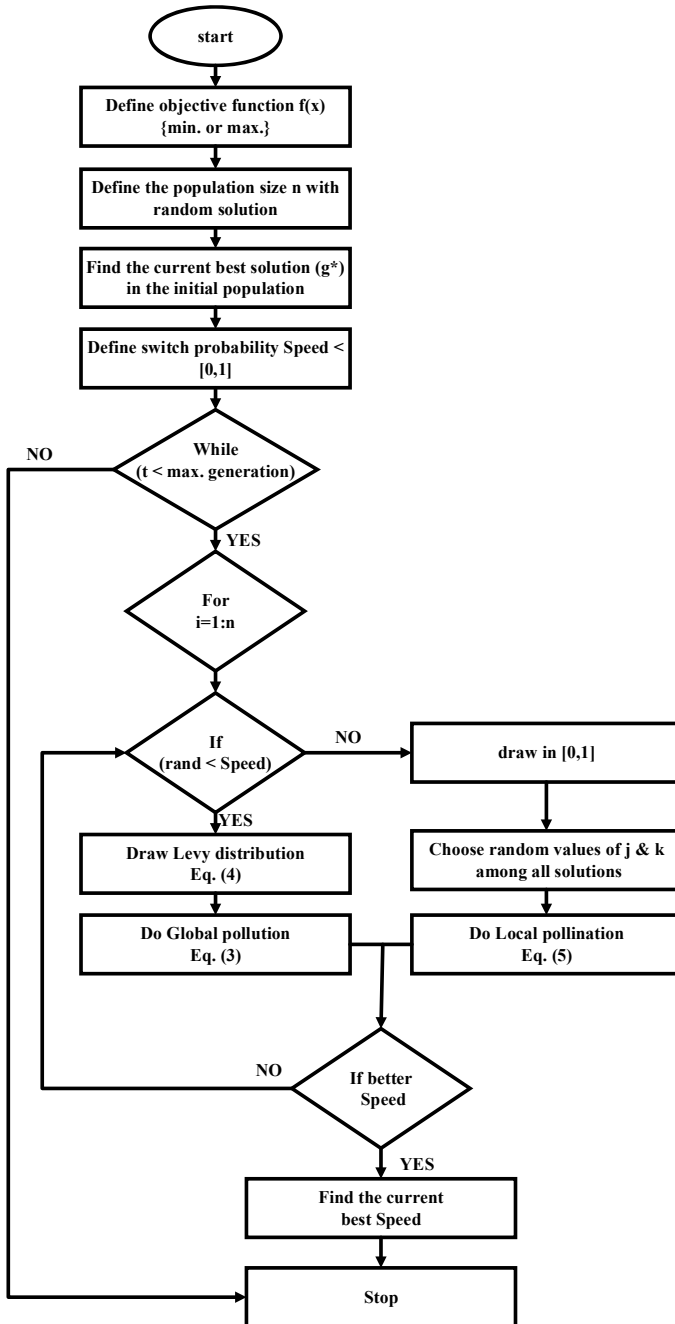 start
Define objective function f(x)
{min. or max.}
Define the population size n with
random solution
Find the current best solution (g*)
in the initial population
Define switch probability Speed <
[0,1]
While
(t < max. generation)
NO
YES
For
i=1:n
If
(rand < Speed)
NO
draw in [0,1]
YES
Draw Levy distribution
Eq. (4)
Choose random values of j & k
among all solutions
Do Global pollution
Eq. (3)
Do Local pollination
Eq. (5)
NO
If better
Speed
YES
Find the current
best Speed
Stop